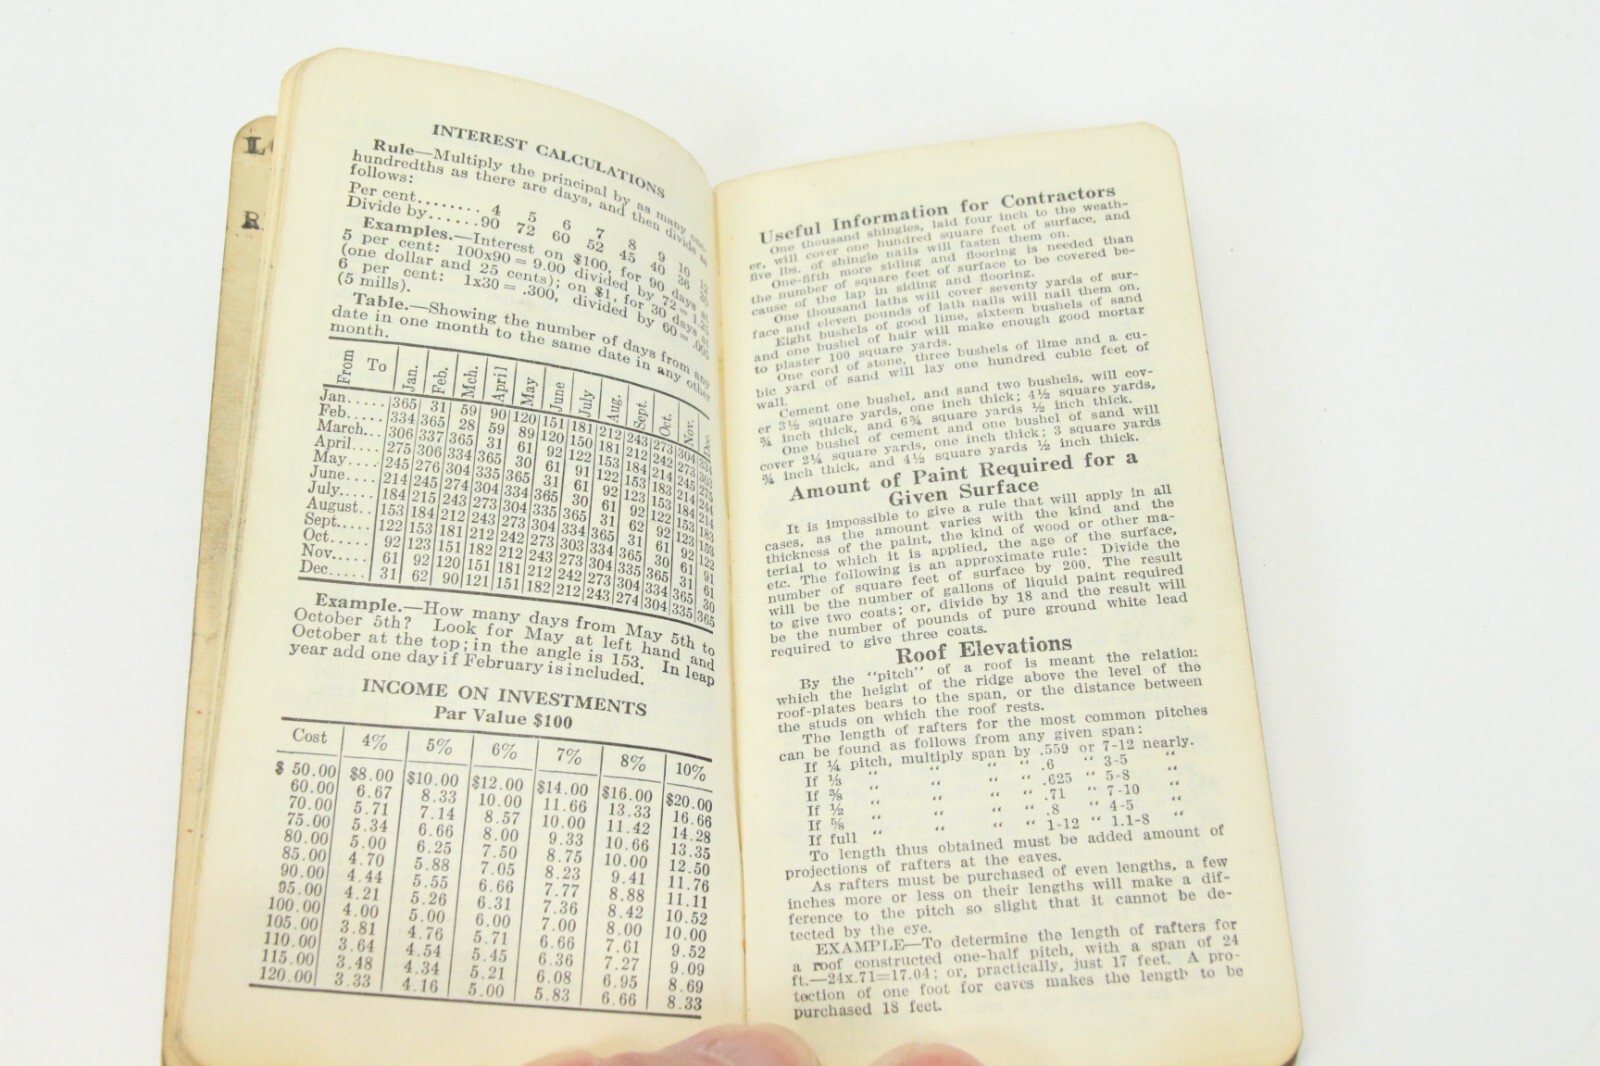 L
R
INTEREST CALCULATIONS
Rule—Multiply the principal by as many one-
hundredths as there are days, and then divide as
follows:
Per cent........ 4 5 6 7 8 9 10
Divide by......90 72 60 52 45 40 36
Examples.—Interest on $100, for 90 days at
5 per cent: 100x90 = 9.00 divided by 72 = 1.25
(one dollar and 25 cents); on $1, for 30 days at
6 per cent: 1x30 = .300, divided by 60 = .005
(5 mills).
Table.—Showing the number of days from any
date in one month to the same date in any other
month.
From To Jan. Feb. Mch. April May June July Aug. Sept. Oct. Nov. Dec.
Jan..... 365 31 59 90 120 151 181 212 243 273 304 334
Feb..... 334 365 28 59 89 120 150 181 212 242 273 303
March... 306 337 365 31 61 92 122 153 184 214 245 275
April.... 275 306 334 365 30 61 91 122 153 183 214 244
May.... 245 276 304 335 365 31 61 92 123 153 184 214
June.... 214 245 274 304 334 365 30 61 92 122 153 183
July..... 184 215 243 273 304 335 365 31 62 92 123 153
August.. 153 184 212 243 273 304 334 365 31 61 92 122
Sept..... 122 153 181 212 242 273 303 334 365 30 61 91
Oct..... 92 123 151 182 212 243 273 304 335 365 31 61
Nov..... 61 92 120 151 181 212 242 273 304 334 365 30
Dec..... 31 62 90 121 151 182 212 243 274 304 335 365
Example.—How many days from May 5th to
October 5th? Look for May at left hand and
October at the top; in the angle is 153. In leap
year add one day if February is included.
INCOME ON INVESTMENTS
Par Value $100
Cost 4% 5% 6% 7% 8% 10%
$ 50.00 $8.00 $10.00 $12.00 $14.00 $16.00 $20.00
60.00 6.67 8.33 10.00 11.66 13.33 16.66
70.00 5.71 7.14 8.57 10.00 11.42 14.28
75.00 5.34 6.66 8.00 9.33 10.66 13.35
80.00 5.00 6.25 7.50 8.75 10.00 12.50
85.00 4.70 5.88 7.05 8.23 9.41 11.76
90.00 4.44 5.55 6.66 7.77 8.88 11.11
95.00 4.21 5.26 6.31 7.36 8.42 10.52
100.00 4.00 5.00 6.00 7.00 8.00 10.00
105.00 3.81 4.76 5.71 6.66 7.61 9.52
110.00 3.64 4.54 5.45 6.36 7.27 9.09
115.00 3.48 4.34 5.21 6.08 6.95 8.69
120.00 3.33 4.16 5.00 5.83 6.66 8.33
Useful Information for Contractors
One thousand shingles, laid four inch to the weath-
er, will cover one hundred square feet of surface, and
five lbs. of shingle nails will fasten them on.
One-fifth more siding and flooring is needed than
the number of square feet of surface to be covered be-
cause of the lap in siding and flooring.
One thousand laths will cover seventy yards of sur-
face and eleven pounds of lath nails will nail them on.
Eight bushels of good lime, sixteen bushels of sand
and one bushel of hair will make enough good mortar
to plaster 100 square yards.
One cord of stone, three bushels of lime and a cu-
bic yard of sand will lay one hundred cubic feet of
wall.
Cement one bushel, and sand two bushels, will cov-
er 3½ square yards, one inch thick; 4½ square yards,
¾ inch thick, and 6¾ square yards ½ inch thick.
One bushel of cement and one bushel of sand will
cover 2¼ square yards, one inch thick; 3 square yards
¾ inch thick, and 4½ square yards ½ inch thick.
Amount of Paint Required for a
Given Surface
It is impossible to give a rule that will apply in all
cases, as the amount varies with the kind and the
thickness of the paint, the kind of wood or other ma-
terial to which it is applied, the age of the surface,
etc. The following is an approximate rule: Divide the
number of square feet of surface by 200. The result
will be the number of gallons of liquid paint required
to give two coats; or, divide by 18 and the result will
be the number of pounds of pure ground white lead
required to give three coats.
Roof Elevations
By the "pitch" of a roof is meant the relation
which the height of the ridge above the level of the
roof-plates bears to the span, or the distance between
the studs on which the roof rests.
The length of rafters for the most common pitches
can be found as follows from any given span:
If ¼ pitch, multiply span by .559 or 7-12 nearly.
If ⅓ " " " " .6 " 3-5 "
If ⅜ " " " " .625 " 5-8 "
If ½ " " " " .71 " 7-10 "
If ⅝ " " " " .8 " 4-5 "
If full " " " " 1-12 " 1.1-8 "
To length thus obtained must be added amount of
projections of rafters at the eaves.
As rafters must be purchased of even lengths, a few
inches more or less on their lengths will make a dif-
ference to the pitch so slight that it cannot be de-
tected by the eye.
EXAMPLE—To determine the length of rafters for
a roof constructed one-half pitch, with a span of 24
ft.—24x.71=17.04; or, practically, just 17 feet. A pro-
tection of one foot for eaves makes the length to be
purchased 18 feet.